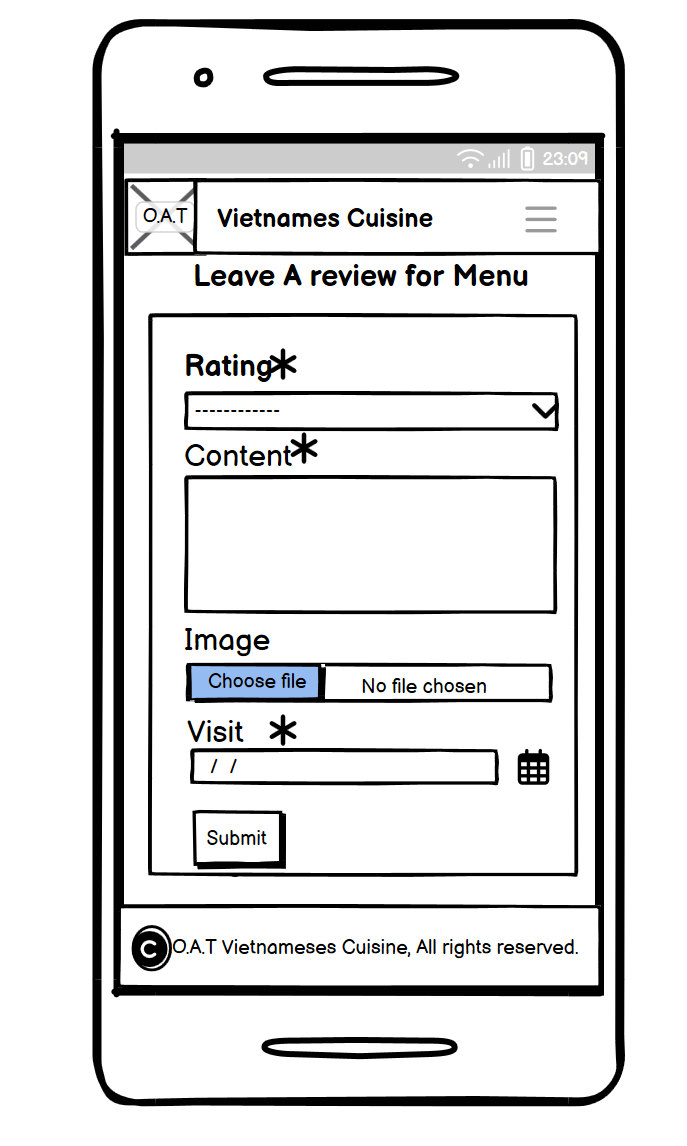 23:09
O.A.T
Vietnames Cuisine
Leave A review for Menu
Rating*
------------
Content*
Image
Choose file
No file chosen
Visit *
/ /
Submit
C O.A.T Vietnameses Cuisine, All rights reserved.